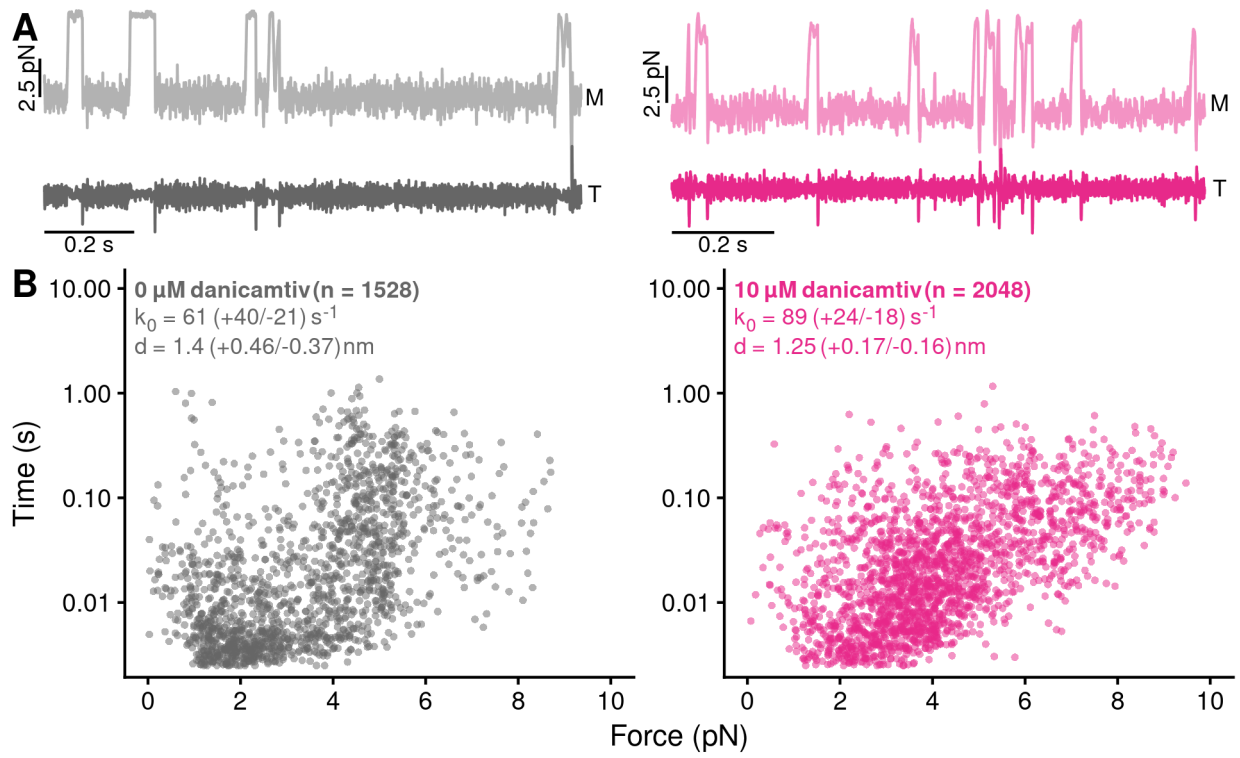 A
2.5 pN
M
T
0.2 s
2.5 pN
M
T
0.2 s
B
0 µM danicamtiv (n = 1528)
k0 = 61 (+40/-21) s-1
d = 1.4 (+0.46/-0.37) nm
10.00
1.00
0.10
0.01
0 2 4 6 8 10
10 µM danicamtiv (n = 2048)
k0 = 89 (+24/-18) s-1
d = 1.25 (+0.17/-0.16) nm
10.00
1.00
0.10
0.01
0 2 4 6 8 10
Time (s)
Force (pN)